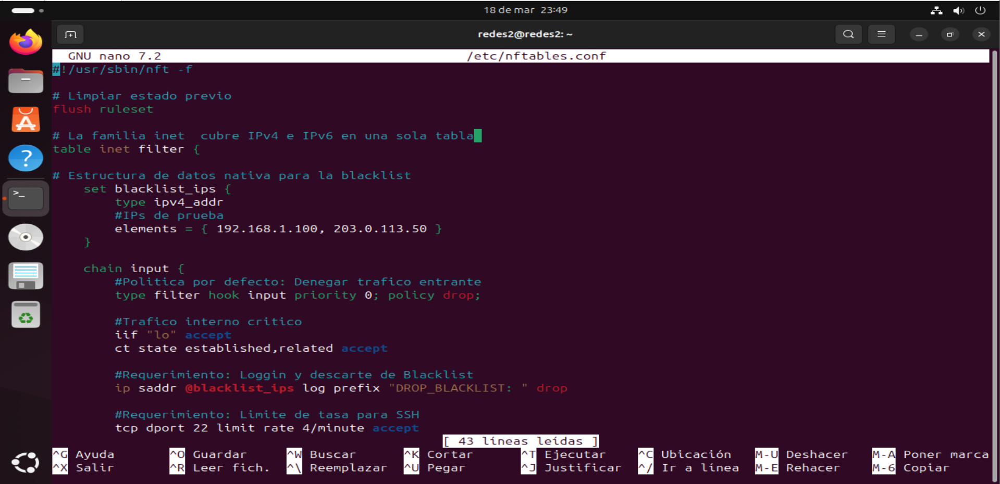 18 de mar 23:49
redes2@redes2: ~
GNU nano 7.2 /etc/nftables.conf
#!/usr/sbin/nft -f
# Limpiar estado previo
flush ruleset
# La familia inet  cubre IPv4 e IPv6 en una sola tabla
table inet filter {
# Estructura de datos nativa para la blacklist
    set blacklist_ips {
        type ipv4_addr
        #IPs de prueba
        elements = { 192.168.1.100, 203.0.113.50 }
    }
    chain input {
        #Politica por defecto: Denegar trafico entrante
        type filter hook input priority 0; policy drop;
        #Trafico interno critico
        iif "lo" accept
        ct state established,related accept
        #Requerimiento: Loggin y descarte de Blacklist
        ip saddr @blacklist_ips log prefix "DROP_BLACKLIST: " drop
        #Requerimiento: Limite de tasa para SSH
        tcp dport 22 limit rate 4/minute accept
[ 43 líneas leídas ]
^G Ayuda ^O Guardar ^W Buscar ^K Cortar ^T Ejecutar ^C Ubicación M-U Deshacer M-A Poner marca
^X Salir ^R Leer fich. ^\ Reemplazar ^U Pegar ^J Justificar ^/ Ir a línea M-E Rehacer M-6 Copiar